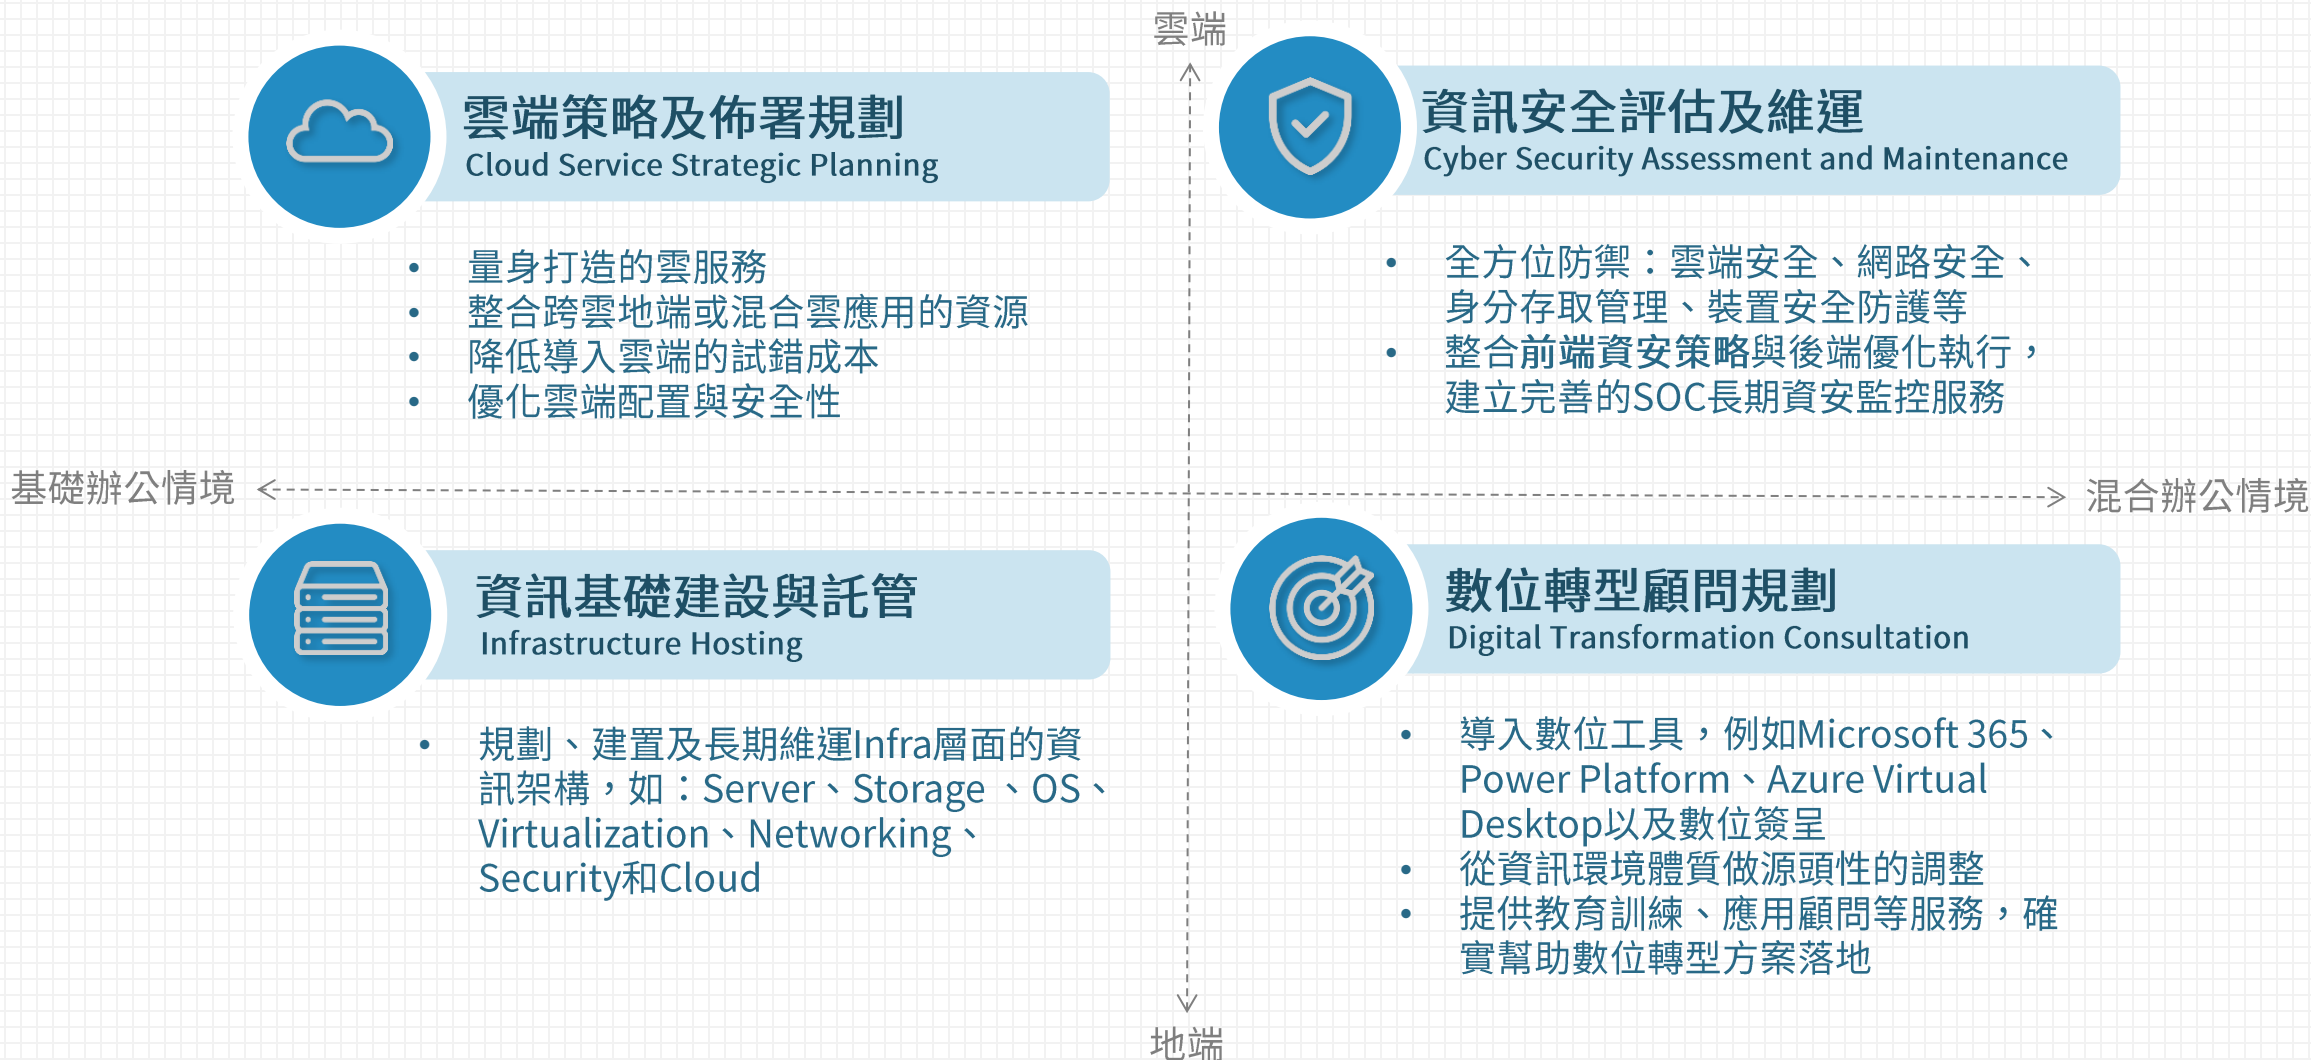 雲端
雲端策略及佈署規劃
Cloud Service Strategic Planning
• 量身打造的雲服務
• 整合跨雲地端或混合雲應用的資源
• 降低導入雲端的試錯成本
• 優化雲端配置與安全性
資訊安全評估及維運
Cyber Security Assessment and Maintenance
• 全方位防禦：雲端安全、網路安全、
身分存取管理、裝置安全防護等
• 整合前端資安策略與後端優化執行，
建立完善的SOC長期資安監控服務
基礎辦公情境
混合辦公情境
資訊基礎建設與託管
Infrastructure Hosting
• 規劃、建置及長期維運Infra層面的資
訊架構，如：Server、Storage 、OS、
Virtualization、Networking、
Security和Cloud
數位轉型顧問規劃
Digital Transformation Consultation
• 導入數位工具，例如Microsoft 365、
Power Platform、Azure Virtual
Desktop以及數位簽呈
• 從資訊環境體質做源頭性的調整
• 提供教育訓練、應用顧問等服務，確
實幫助數位轉型方案落地
地端